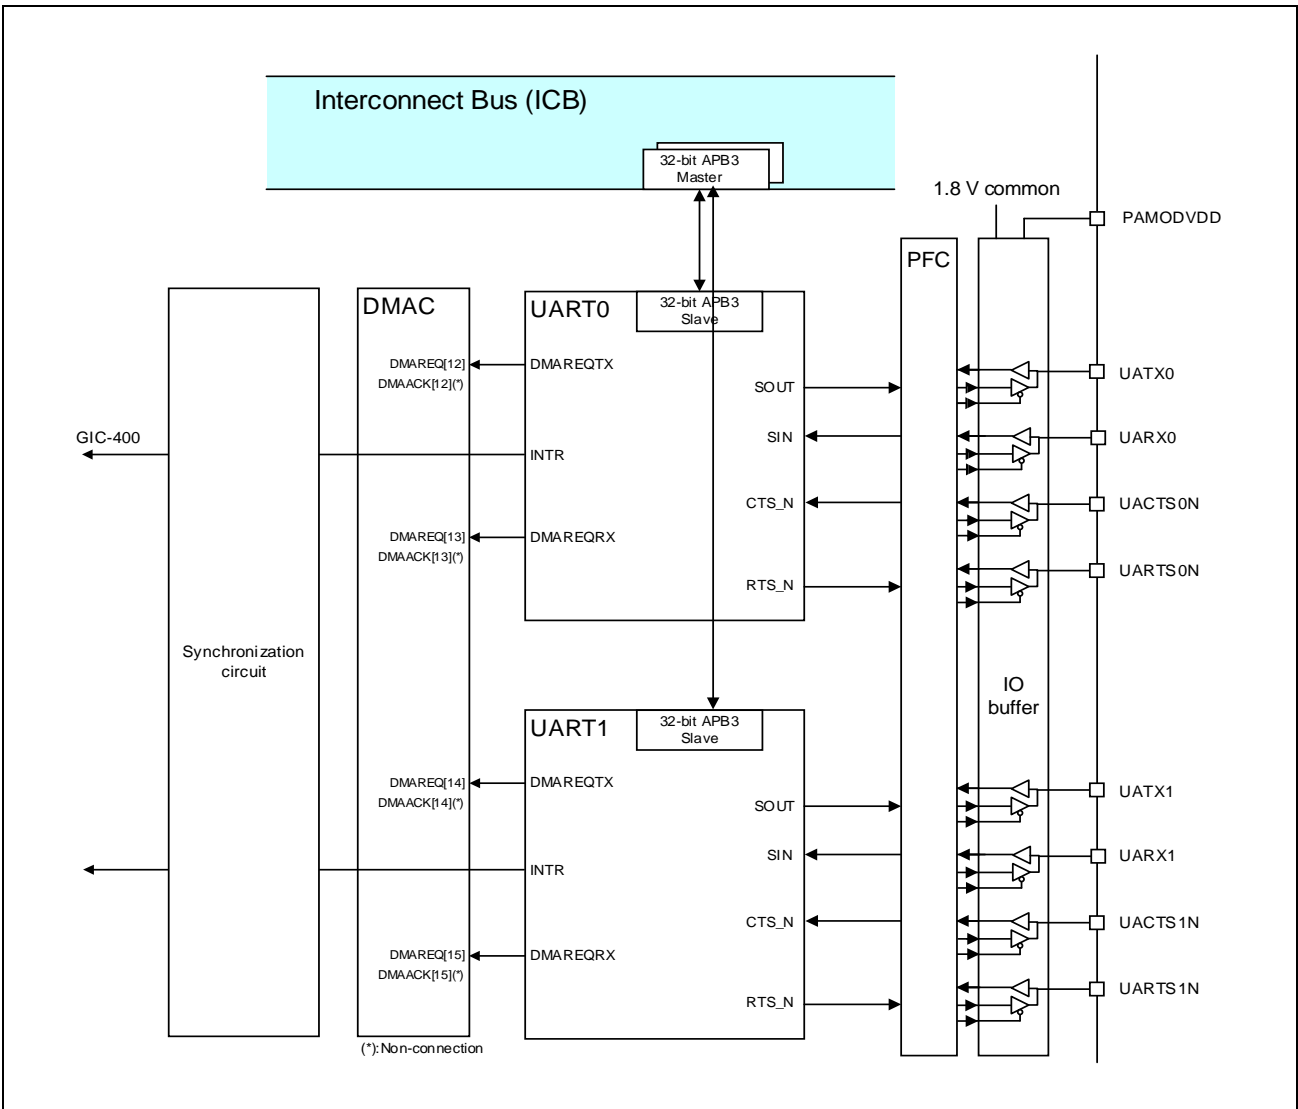 Interconnect Bus (ICB)
32-bit APB3
Master
1.8 V common
PAMODVDD
PFC
DMAC
UART0
32-bit APB3
Slave
DMAREQ[12]
DMAACK[12](*)
DMAREQTX
SOUT
UATX0
GIC-400
INTR
SIN
UARX0
CTS_N
UACTS0N
DMAREQ[13]
DMAACK[13](*)
DMAREQRX
RTS_N
UARTS0N
Synchronization
circuit
IO
buffer
UART1
32-bit APB3
Slave
DMAREQ[14]
DMAACK[14](*)
DMAREQTX
SOUT
UATX1
INTR
SIN
UARX1
CTS_N
UACTS1N
DMAREQ[15]
DMAACK[15](*)
DMAREQRX
RTS_N
UARTS1N
(*):Non-connection